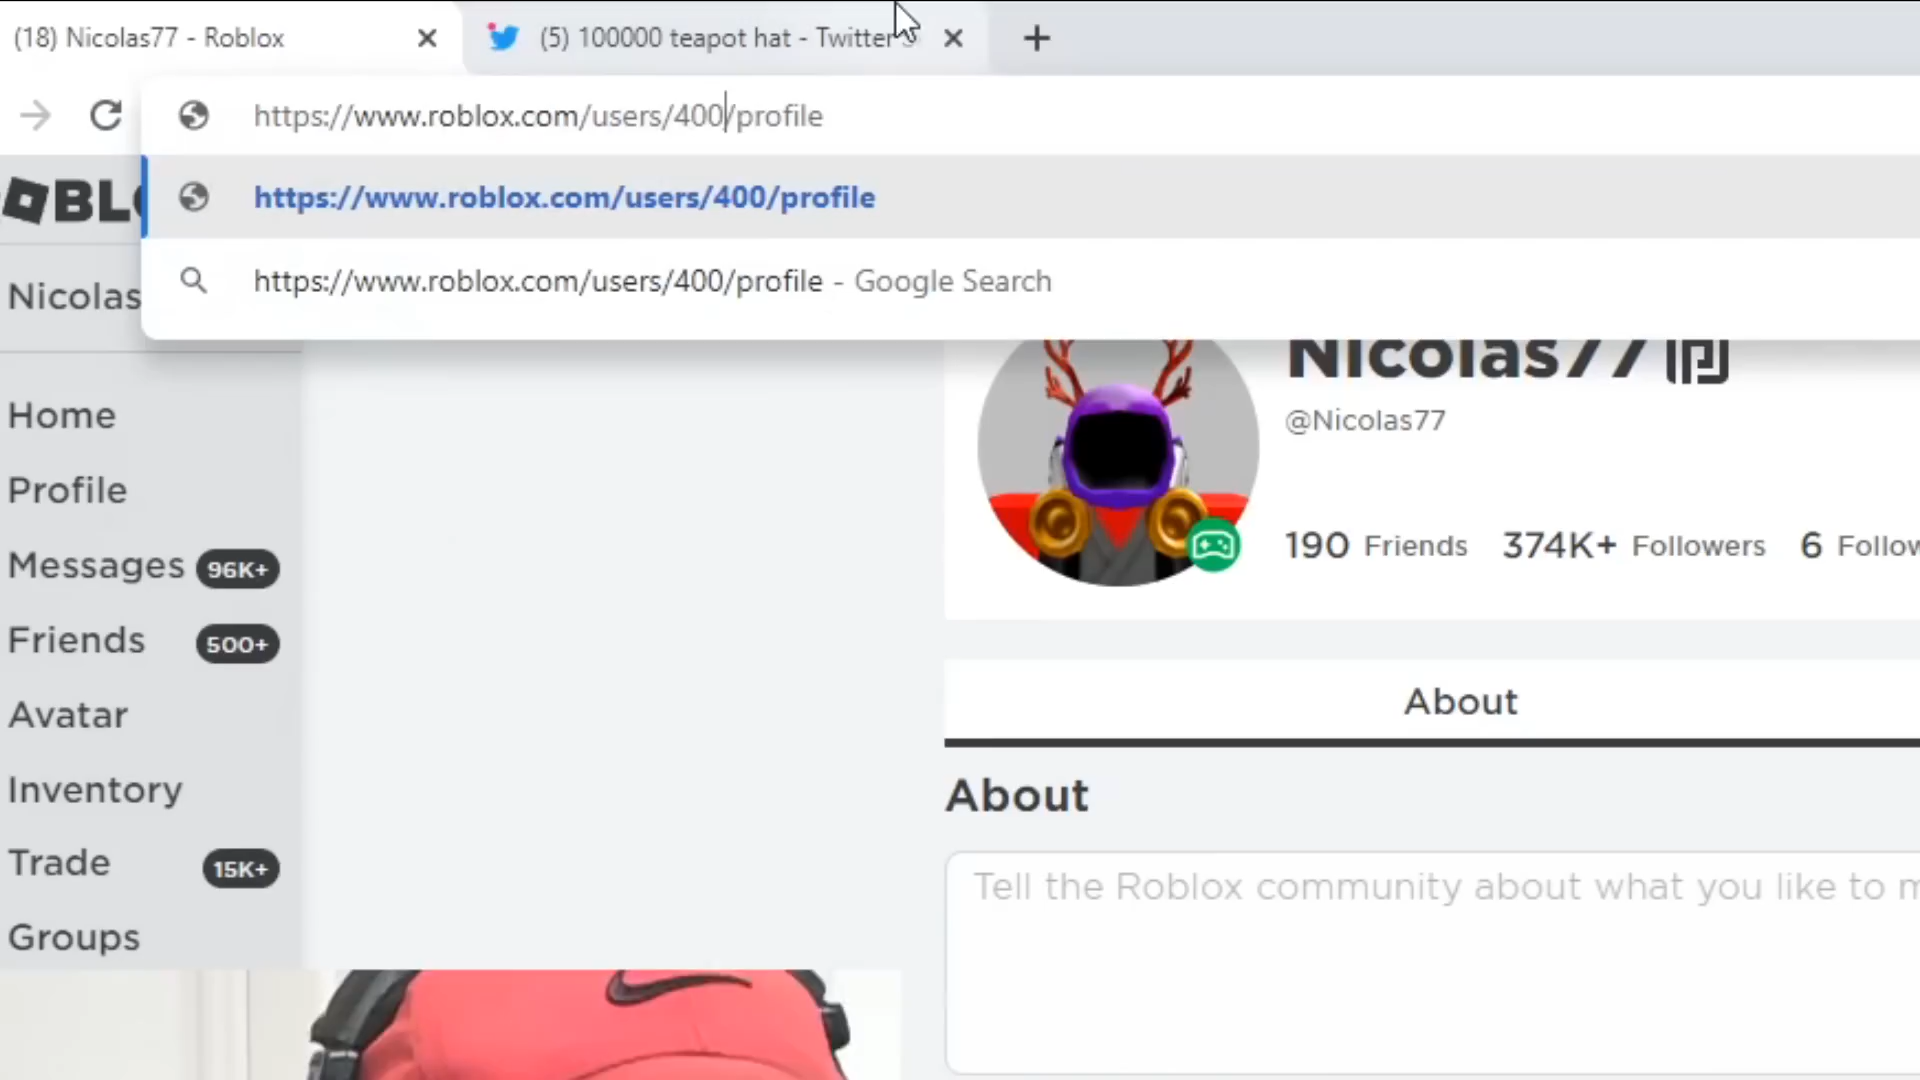 (18) Nicolas77 - Roblox
(5) 100000 teapot hat - Twitter
https://www.roblox.com/users/400/profile
https://www.roblox.com/users/400/profile
https://www.roblox.com/users/400/profile - Google Search
Nicolas
Nicolas77
@Nicolas77
190 Friends 374K+ Followers 6 Follow
Home
Profile
Messages 96K+
Friends 500+
Avatar
Inventory
Trade 15K+
Groups
About
About
Tell the Roblox community about what you like to m